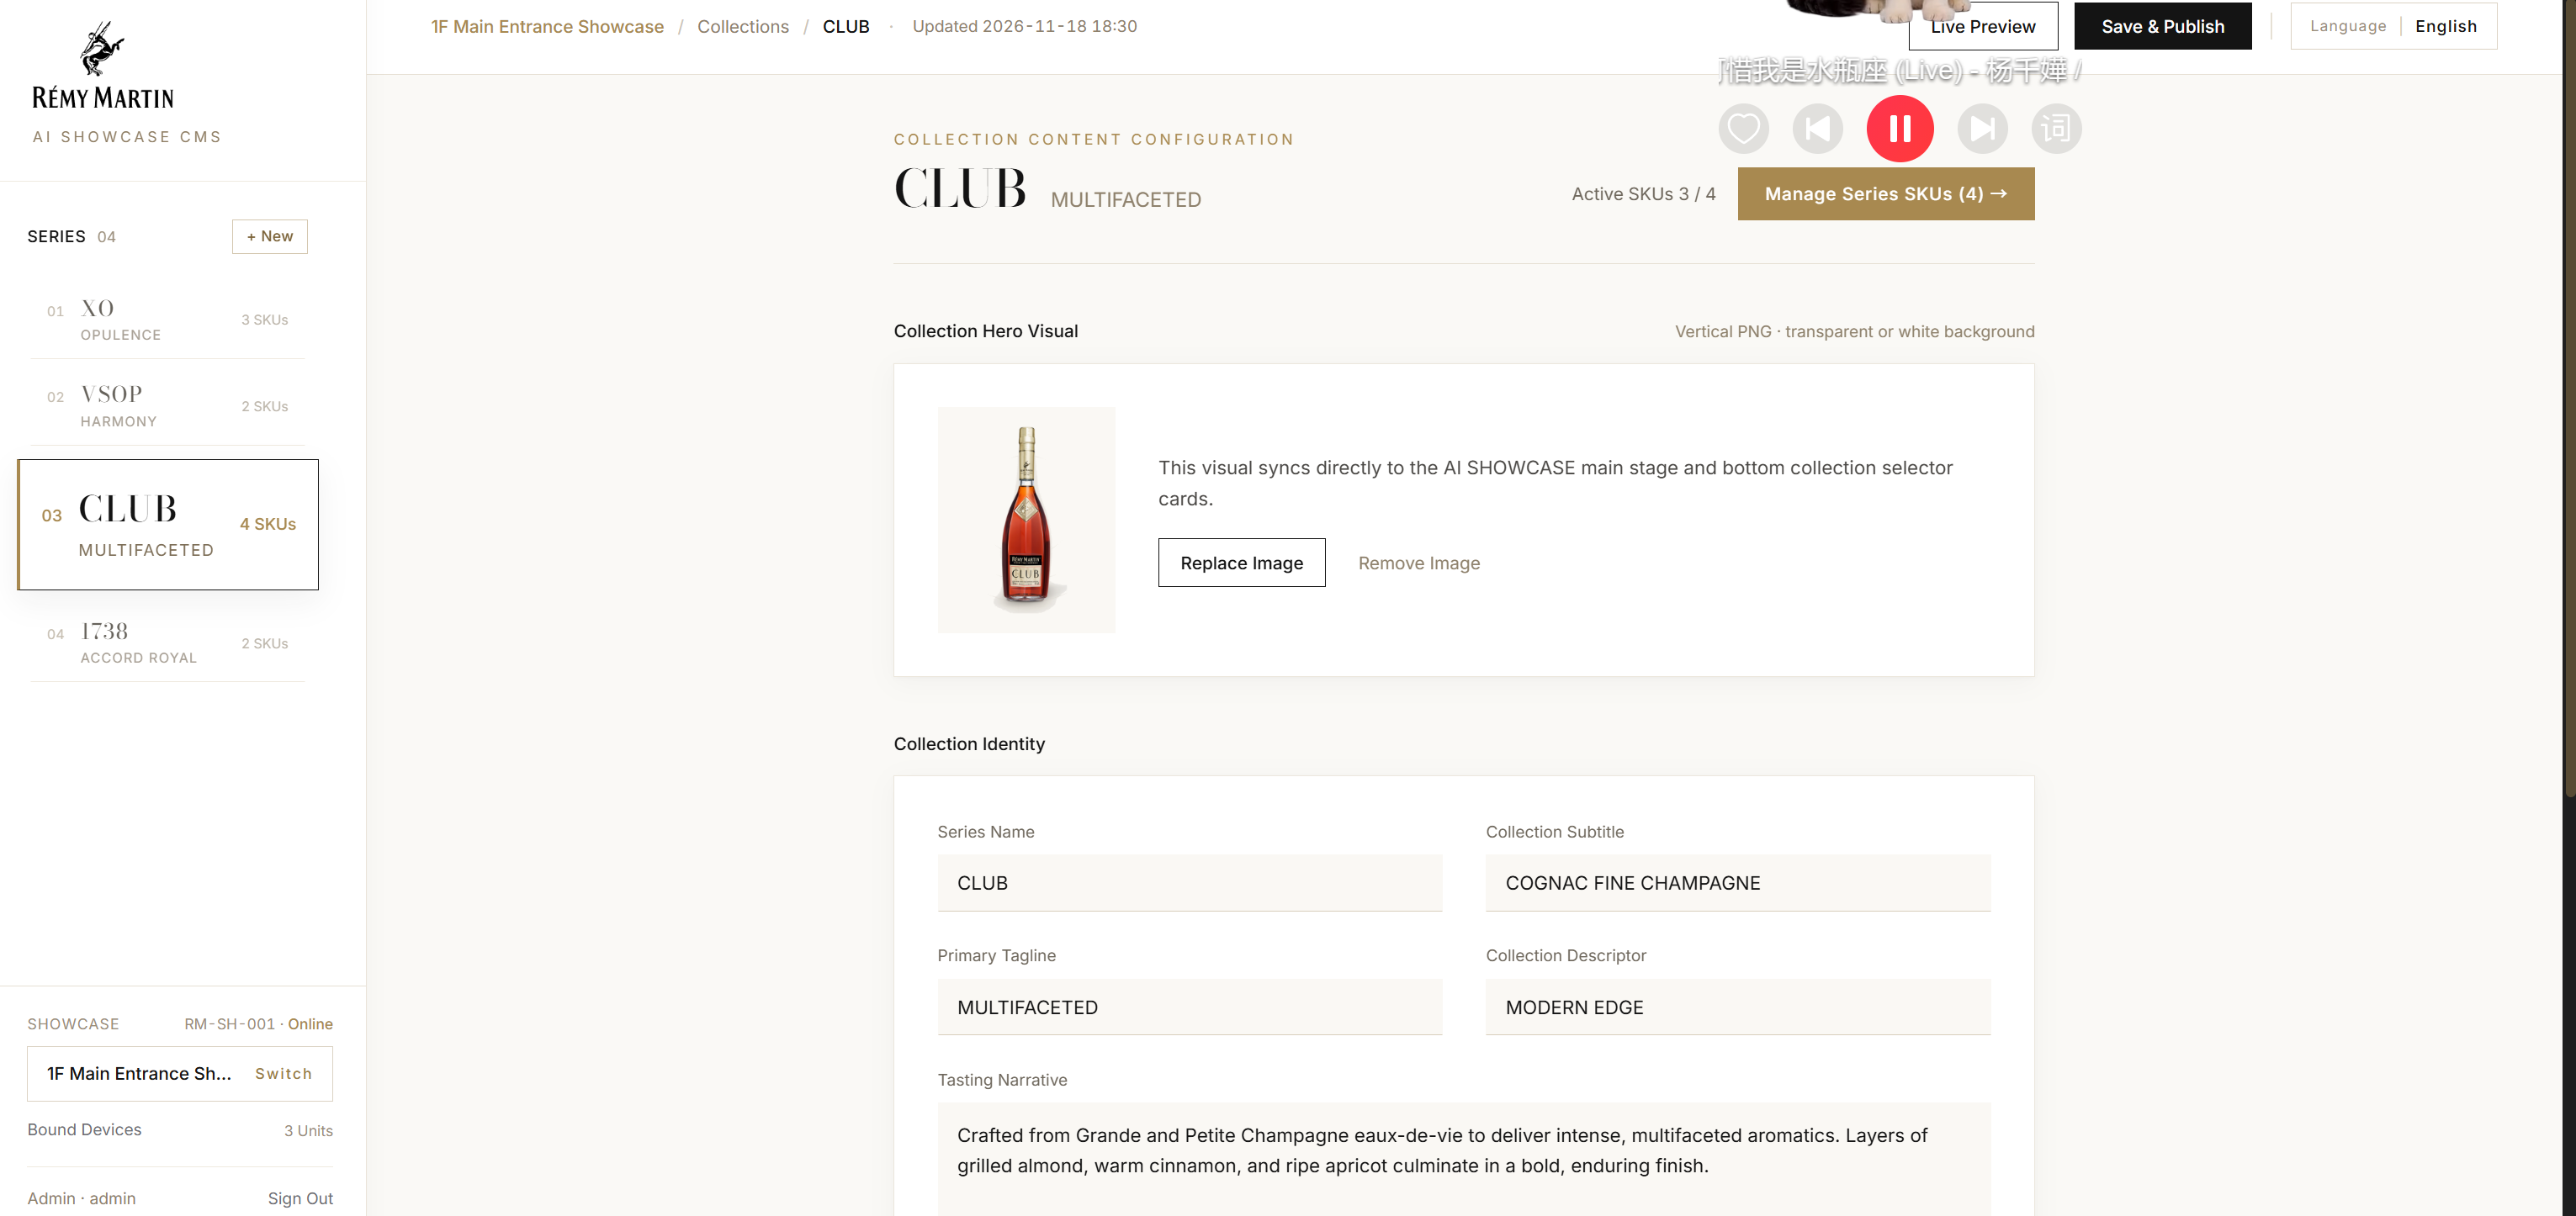 RÉMY MARTIN
AI SHOWCASE CMS
SERIES 04
+ New
01 XO
OPULENCE
3 SKUs
02 VSOP
HARMONY
2 SKUs
03 CLUB
MULTIFACETED
4 SKUs
04 1738
ACCORD ROYAL
2 SKUs
SHOWCASE RM-SH-001 · Online
1F Main Entrance Sh... Switch
Bound Devices 3 Units
Admin · admin Sign Out
1F Main Entrance Showcase / Collections / CLUB · Updated 2026-11-18 18:30
Live Preview
Save & Publish
Language English
惜我是水瓶座 (Live) - 杨千嬅 /
词
COLLECTION CONTENT CONFIGURATION
CLUB MULTIFACETED
Active SKUs 3 / 4
Manage Series SKUs (4) →
Collection Hero Visual
Vertical PNG · transparent or white background
RÉMY MARTIN
CLUB
This visual syncs directly to the AI SHOWCASE main stage and bottom collection selector
cards.
Replace Image
Remove Image
Collection Identity
Series Name
CLUB
Collection Subtitle
COGNAC FINE CHAMPAGNE
Primary Tagline
MULTIFACETED
Collection Descriptor
MODERN EDGE
Tasting Narrative
Crafted from Grande and Petite Champagne eaux-de-vie to deliver intense, multifaceted aromatics. Layers of
grilled almond, warm cinnamon, and ripe apricot culminate in a bold, enduring finish.